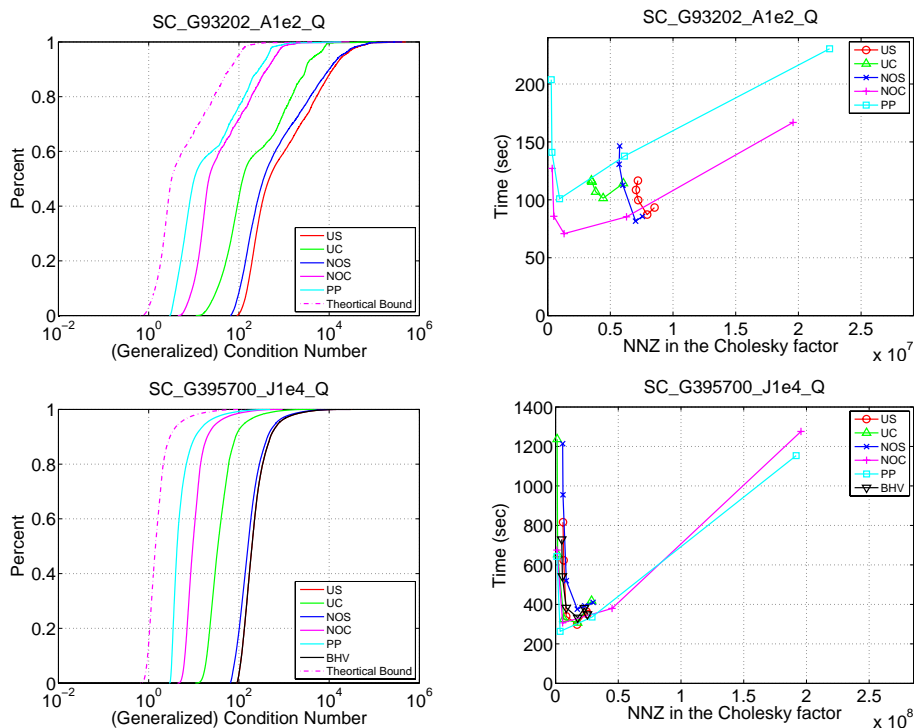 SC_G93202_A1e2_Q
Percent
1
0.8
0.6
0.4
0.2
0
US
UC
NOS
NOC
PP
Theortical Bound
10^-2 10^0 10^2 10^4 10^6
(Generalized) Condition Number
SC_G93202_A1e2_Q
Time (sec)
200
150
100
50
0
US
UC
NOS
NOC
PP
0 0.5 1 1.5 2 2.5
NNZ in the Cholesky factor
x 10^7
SC_G395700_J1e4_Q
Percent
1
0.8
0.6
0.4
0.2
0
US
UC
NOS
NOC
PP
BHV
Theortical Bound
10^-2 10^0 10^2 10^4 10^6
(Generalized) Condition Number
SC_G395700_J1e4_Q
Time (sec)
1400
1200
1000
800
600
400
200
0
US
UC
NOS
NOC
PP
BHV
0 0.5 1 1.5 2 2.5
NNZ in the Cholesky factor
x 10^8